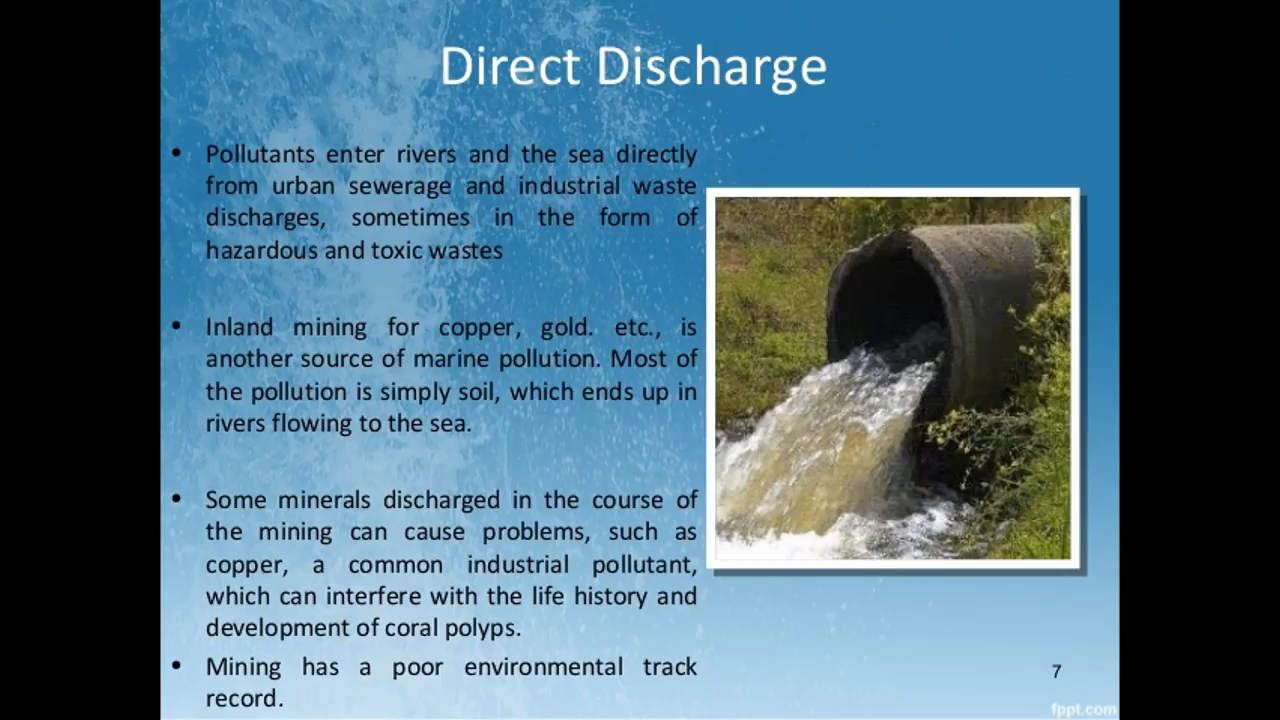 Direct Discharge
• Pollutants enter rivers and the sea directly
from urban sewerage and industrial waste
discharges, sometimes in the form of
hazardous and toxic wastes
• Inland mining for copper, gold. etc., is
another source of marine pollution. Most of
the pollution is simply soil, which ends up in
rivers flowing to the sea.
• Some minerals discharged in the course of
the mining can cause problems, such as
copper, a common industrial pollutant,
which can interfere with the life history and
development of coral polyps.
• Mining has a poor environmental track
record.
7
fppt.com